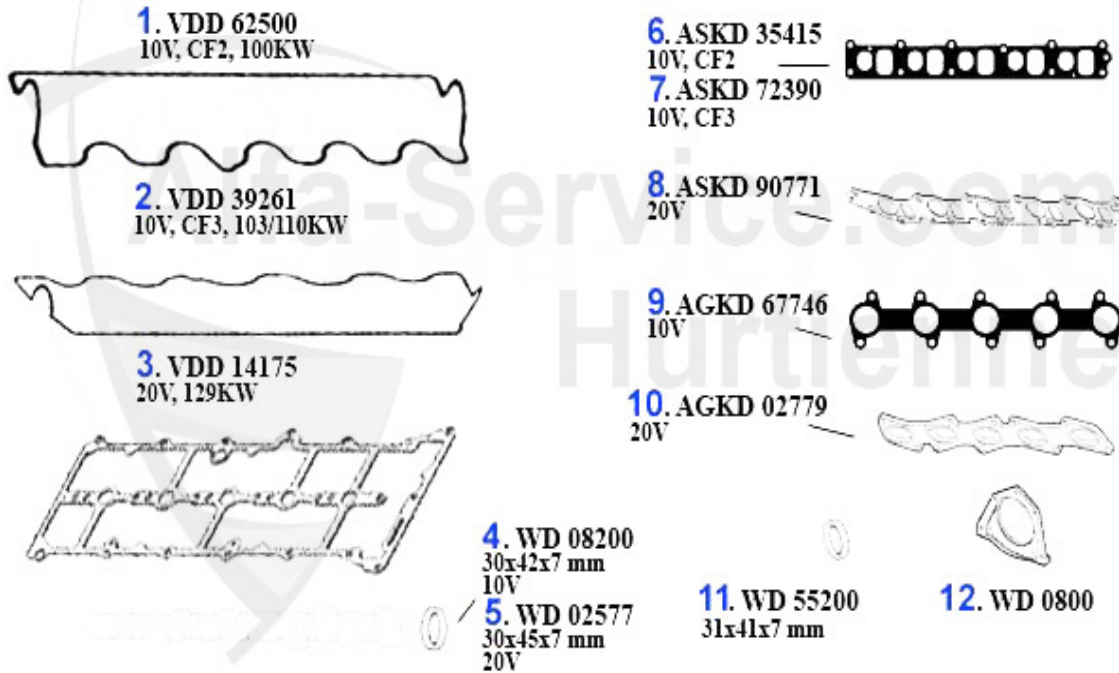 1. VDD 62500
10V, CF2, 100KW
2. VDD 39261
10V, CF3, 103/110KW
3. VDD 14175
20V, 129KW
4. WD 08200
30x42x7 mm
10V
5. WD 02577
30x45x7 mm
20V
6. ASKD 35415
10V, CF2
7. ASKD 72390
10V, CF3
8. ASKD 90771
20V
9. AGKD 67746
10V
10. AGKD 02779
20V
11. WD 55200
31x41x7 mm
12. WD 0800
Alfa-Service.com
Hurtienne